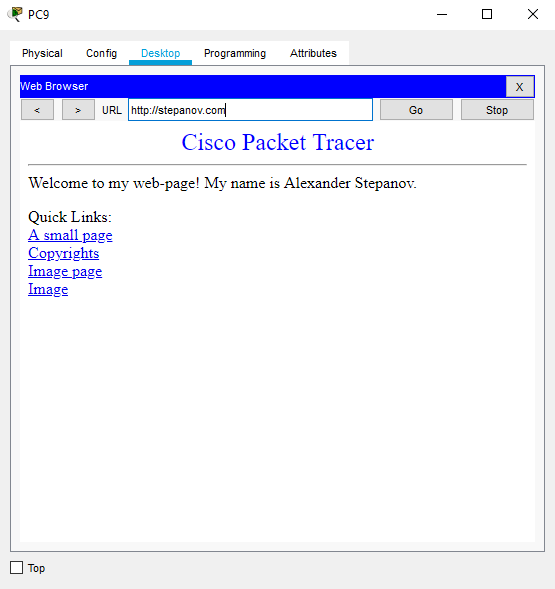 PC9
Physical Config Desktop Programming Attributes
Web Browser X
< > URL http://stepanov.com Go Stop
Cisco Packet Tracer
Welcome to my web-page! My name is Alexander Stepanov.
Quick Links:
A small page
Copyrights
Image page
Image
Top